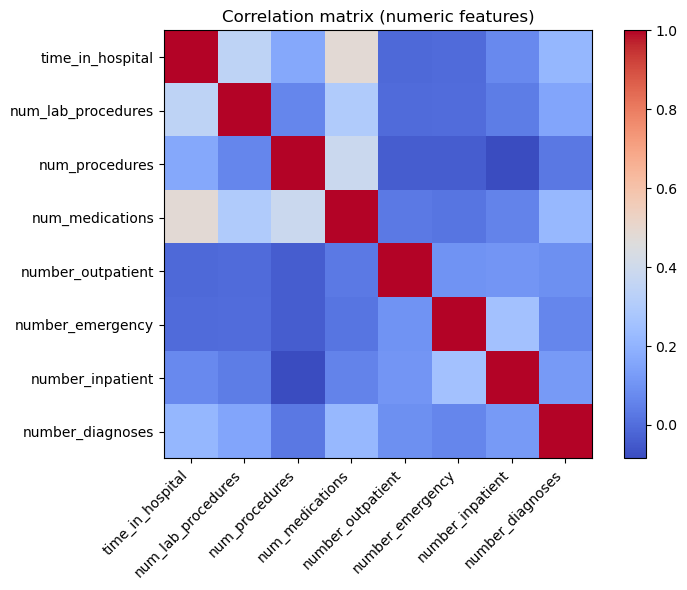 Correlation matrix (numeric features)
time_in_hospital
num_lab_procedures
num_procedures
num_medications
number_outpatient
number_emergency
number_inpatient
number_diagnoses
time_in_hospital
num_lab_procedures
num_procedures
num_medications
number_outpatient
number_emergency
number_inpatient
number_diagnoses
1.0
0.8
0.6
0.4
0.2
0.0